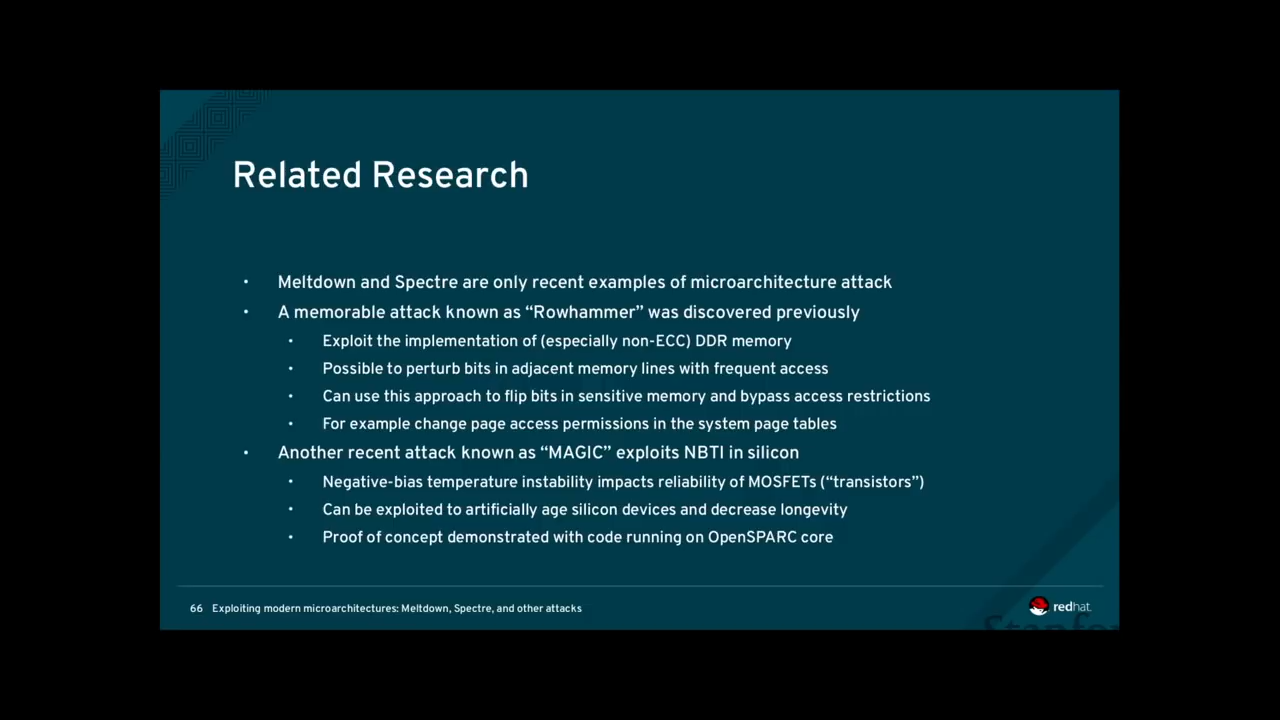 Related Research
• Meltdown and Spectre are only recent examples of microarchitecture attack
• A memorable attack known as “Rowhammer” was discovered previously
• Exploit the implementation of (especially non-ECC) DDR memory
• Possible to perturb bits in adjacent memory lines with frequent access
• Can use this approach to flip bits in sensitive memory and bypass access restrictions
• For example change page access permissions in the system page tables
• Another recent attack known as “MAGIC” exploits NBTI in silicon
• Negative-bias temperature instability impacts reliability of MOSFETs (“transistors”)
• Can be exploited to artificially age silicon devices and decrease longevity
• Proof of concept demonstrated with code running on OpenSPARC core
66 Exploiting modern microarchitectures: Meltdown, Spectre, and other attacks
redhat.